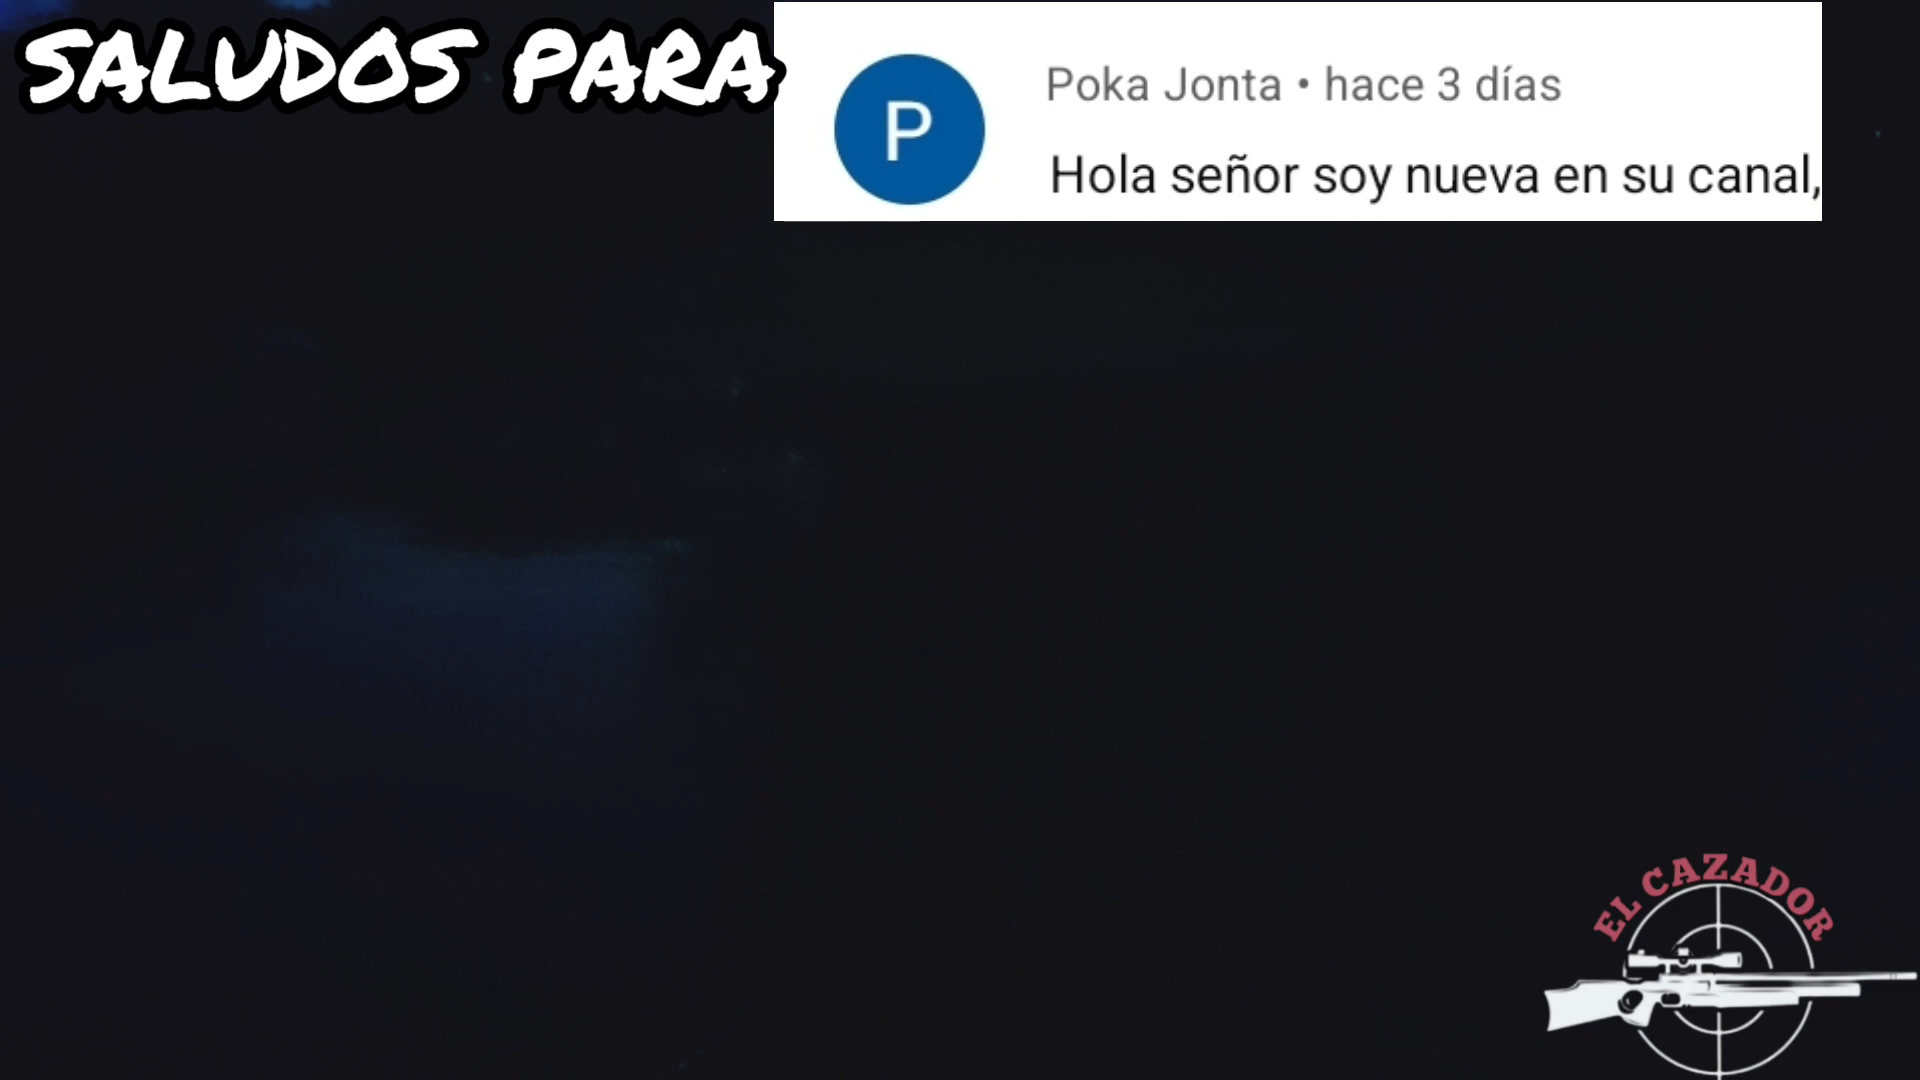 SALUDOS PARA
P
Poka Jonta • hace 3 días
Hola señor soy nueva en su canal,
EL CAZADOR